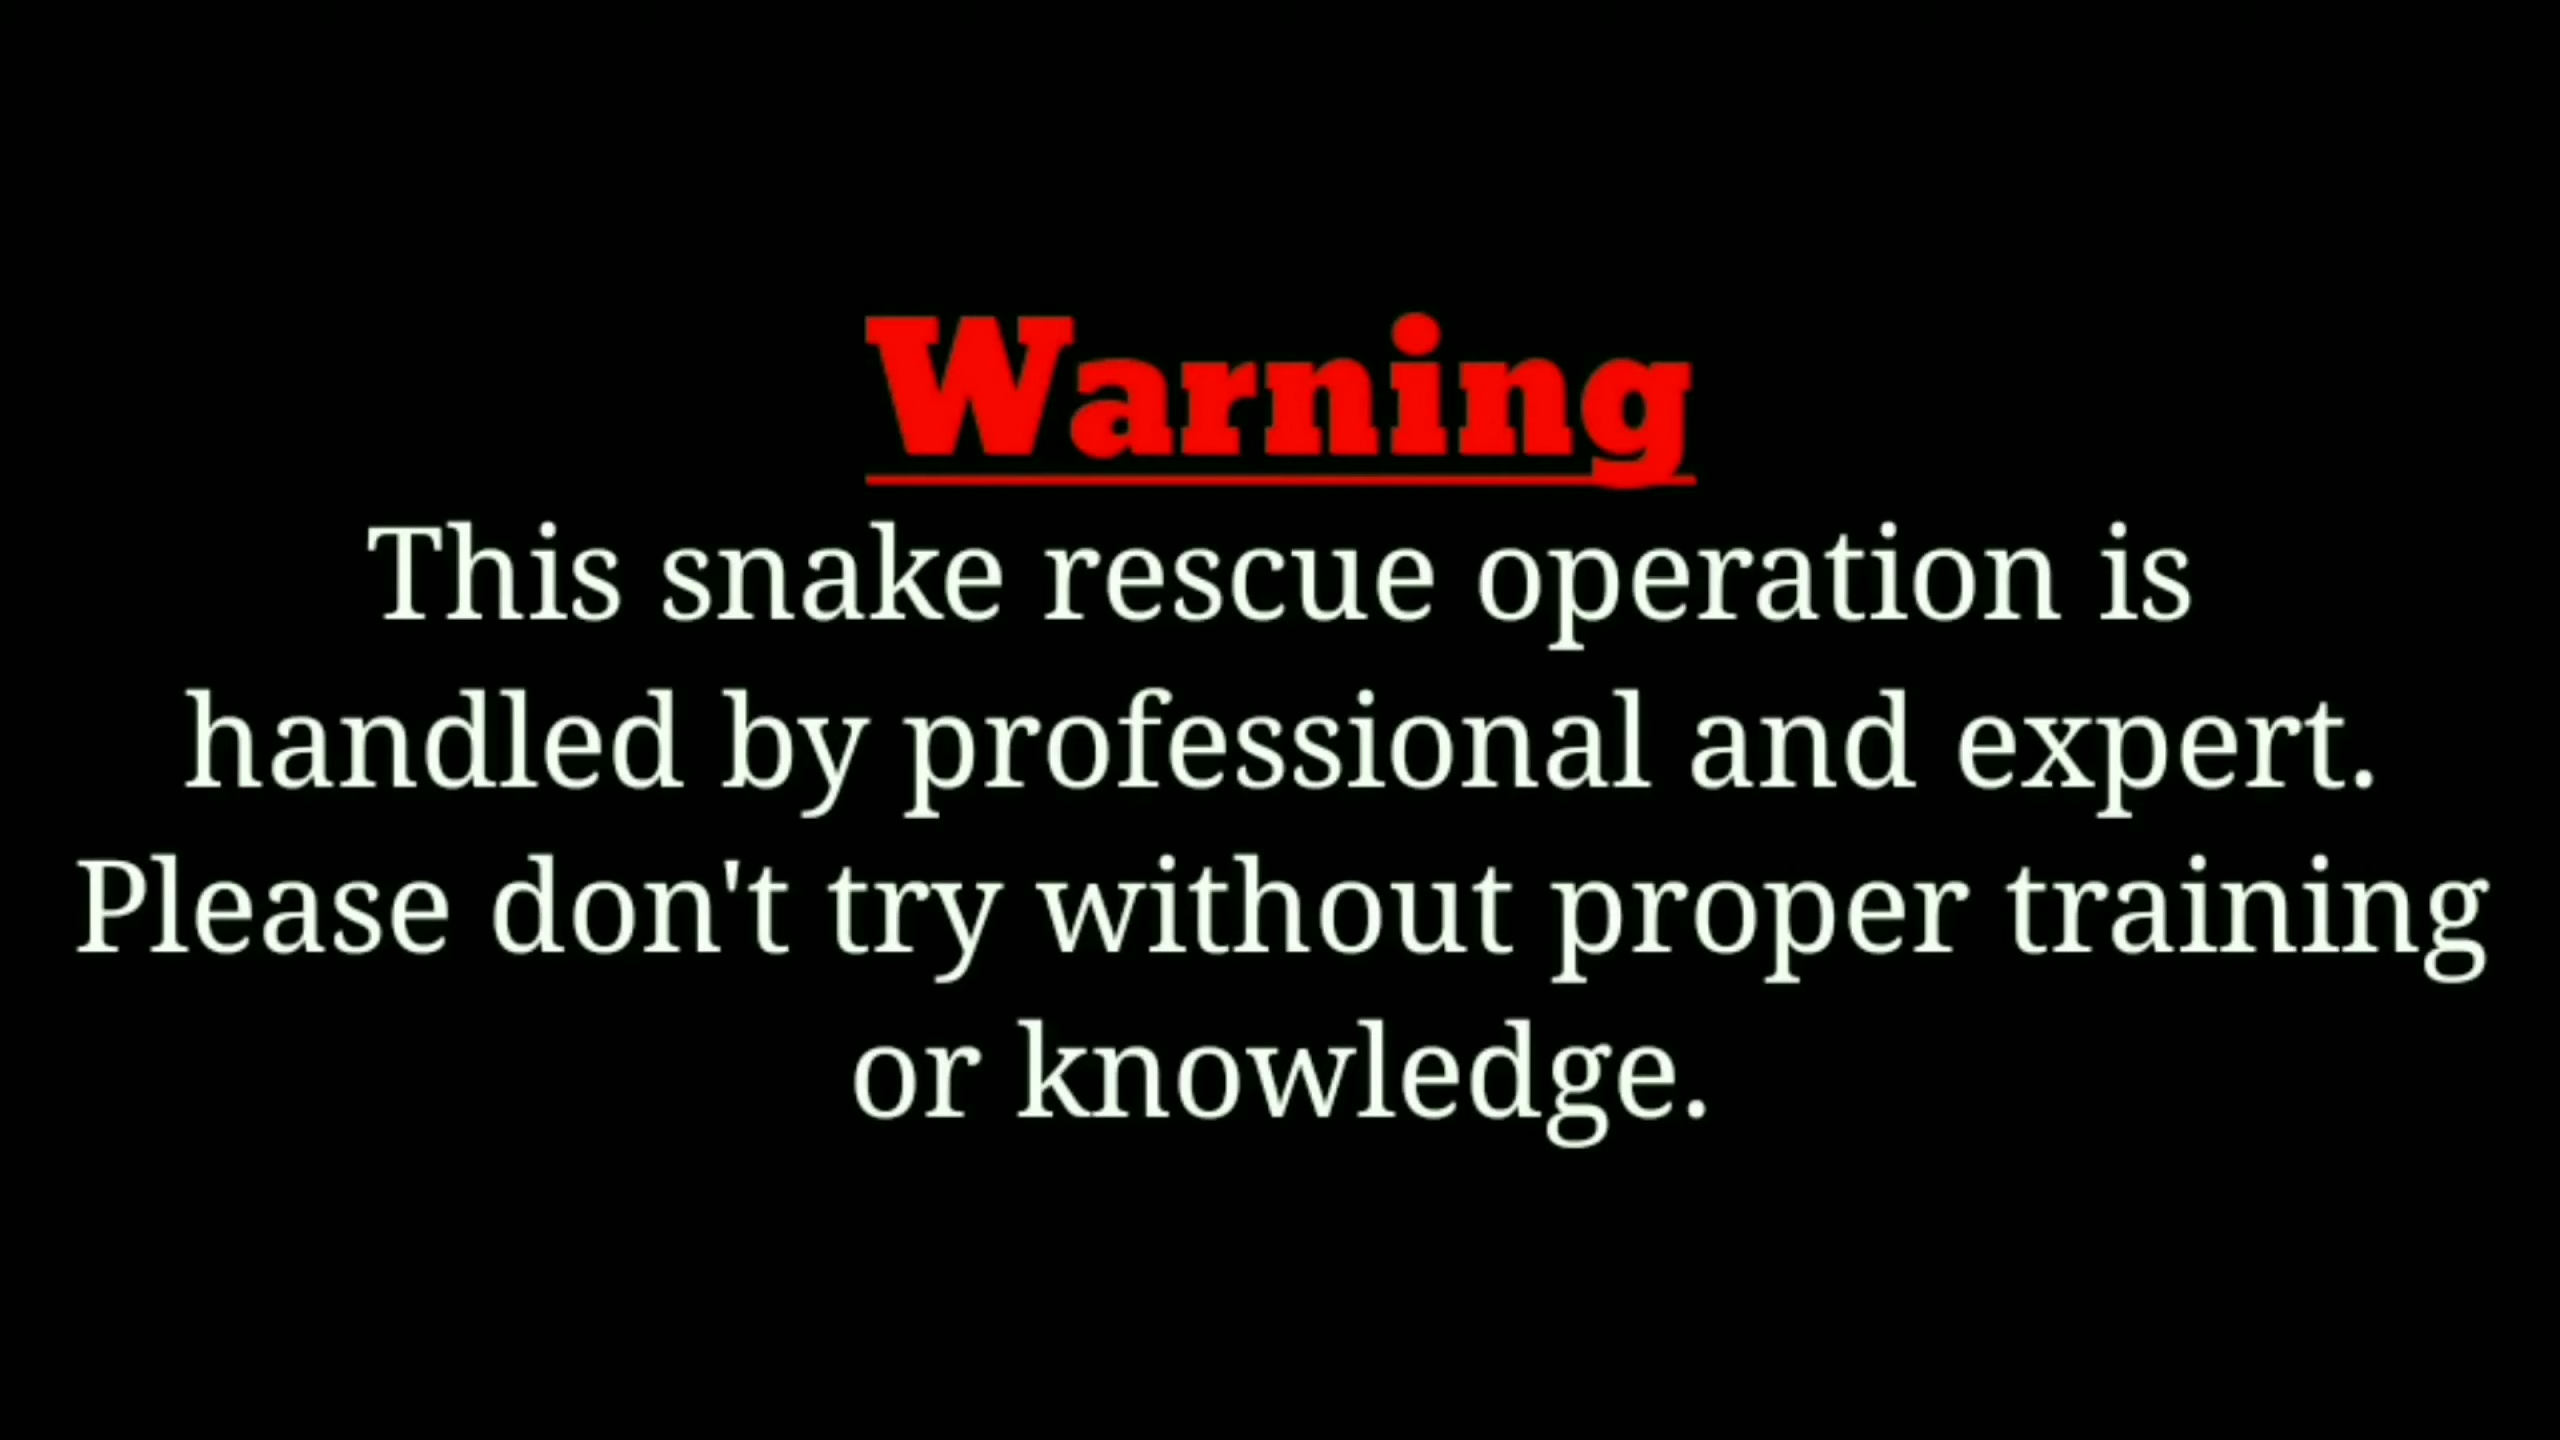 Warning
This snake rescue operation is
handled by professional and expert.
Please don't try without proper training
or knowledge.